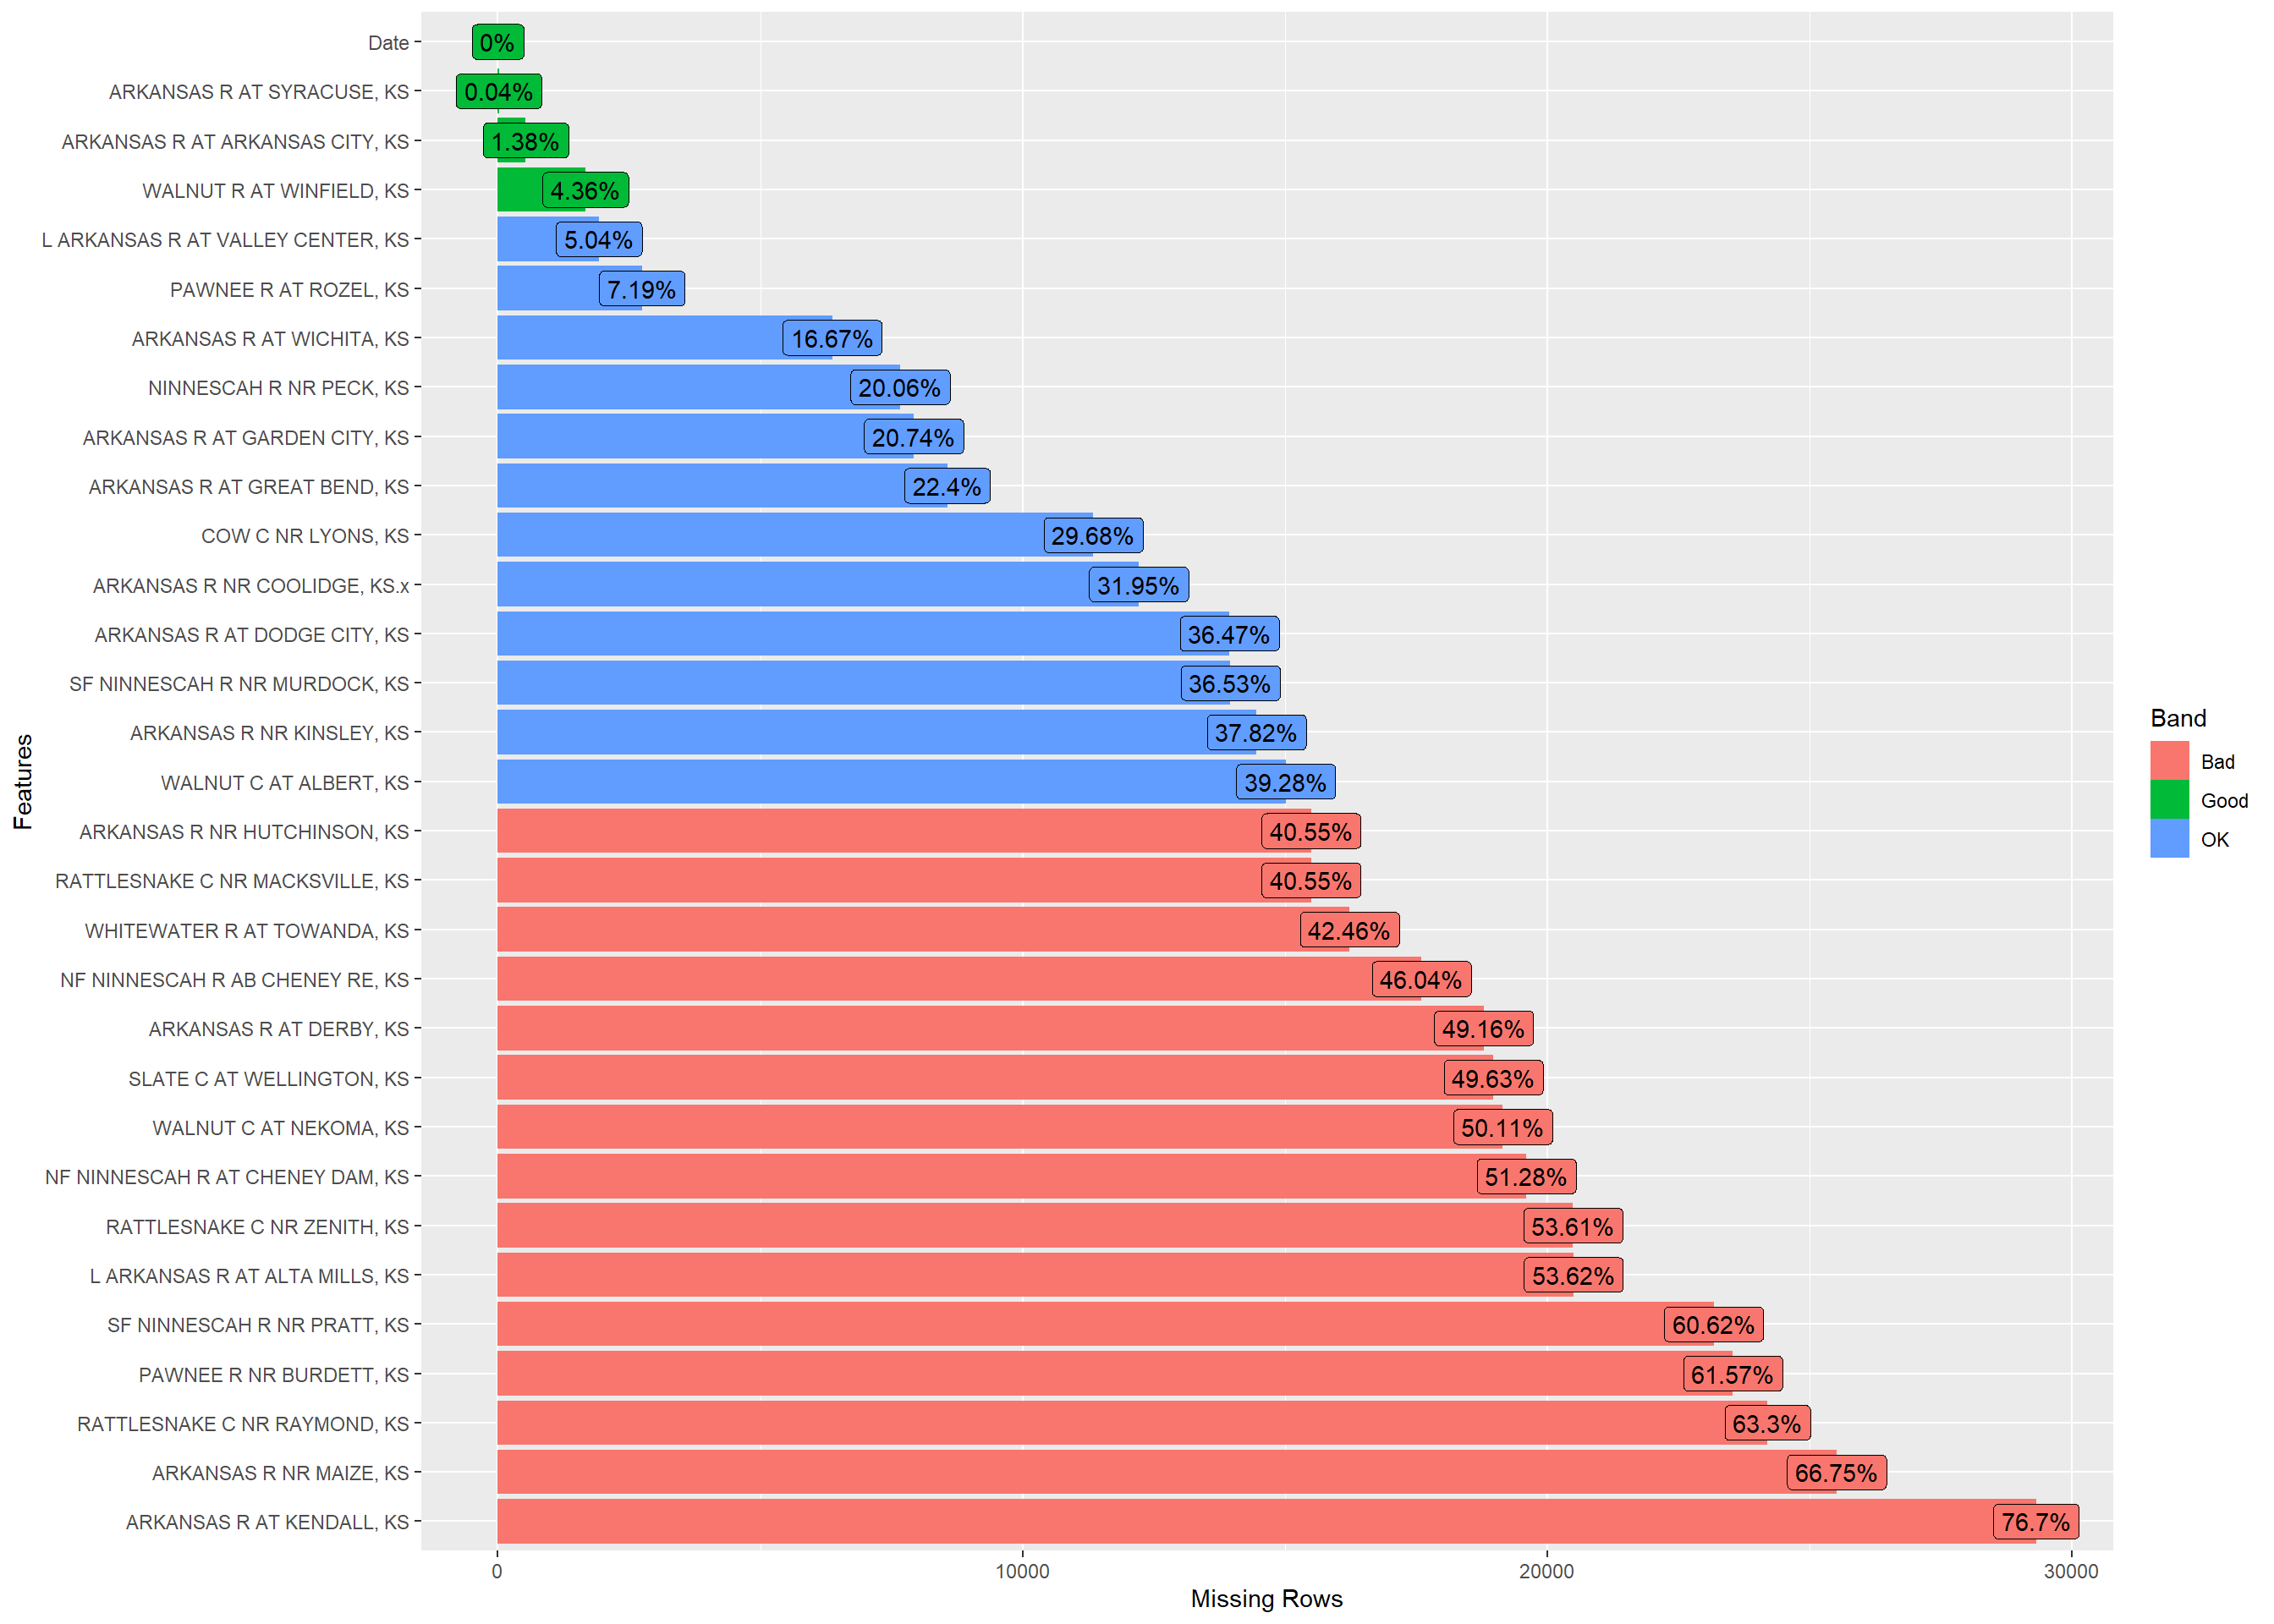 Date 0%
ARKANSAS R AT SYRACUSE, KS 0.04%
ARKANSAS R AT ARKANSAS CITY, KS 1.38%
WALNUT R AT WINFIELD, KS 4.36%
L ARKANSAS R AT VALLEY CENTER, KS 5.04%
PAWNEE R AT ROZEL, KS 7.19%
ARKANSAS R AT WICHITA, KS 16.67%
NINNESCAH R NR PECK, KS 20.06%
ARKANSAS R AT GARDEN CITY, KS 20.74%
ARKANSAS R AT GREAT BEND, KS 22.4%
COW C NR LYONS, KS 29.68%
ARKANSAS R NR COOLIDGE, KS.x 31.95%
ARKANSAS R AT DODGE CITY, KS 36.47%
SF NINNESCAH R NR MURDOCK, KS 36.53%
ARKANSAS R NR KINSLEY, KS 37.82%
WALNUT C AT ALBERT, KS 39.28%
ARKANSAS R NR HUTCHINSON, KS 40.55%
RATTLESNAKE C NR MACKSVILLE, KS 40.55%
WHITEWATER R AT TOWANDA, KS 42.46%
NF NINNESCAH R AB CHENEY RE, KS 46.04%
ARKANSAS R AT DERBY, KS 49.16%
SLATE C AT WELLINGTON, KS 49.63%
WALNUT C AT NEKOMA, KS 50.11%
NF NINNESCAH R AT CHENEY DAM, KS 51.28%
RATTLESNAKE C NR ZENITH, KS 53.61%
L ARKANSAS R AT ALTA MILLS, KS 53.62%
SF NINNESCAH R NR PRATT, KS 60.62%
PAWNEE R NR BURDETT, KS 61.57%
RATTLESNAKE C NR RAYMOND, KS 63.3%
ARKANSAS R NR MAIZE, KS 66.75%
ARKANSAS R AT KENDALL, KS 76.7%
0 10000 20000 30000
Missing Rows
Features
Band
Bad
Good
OK